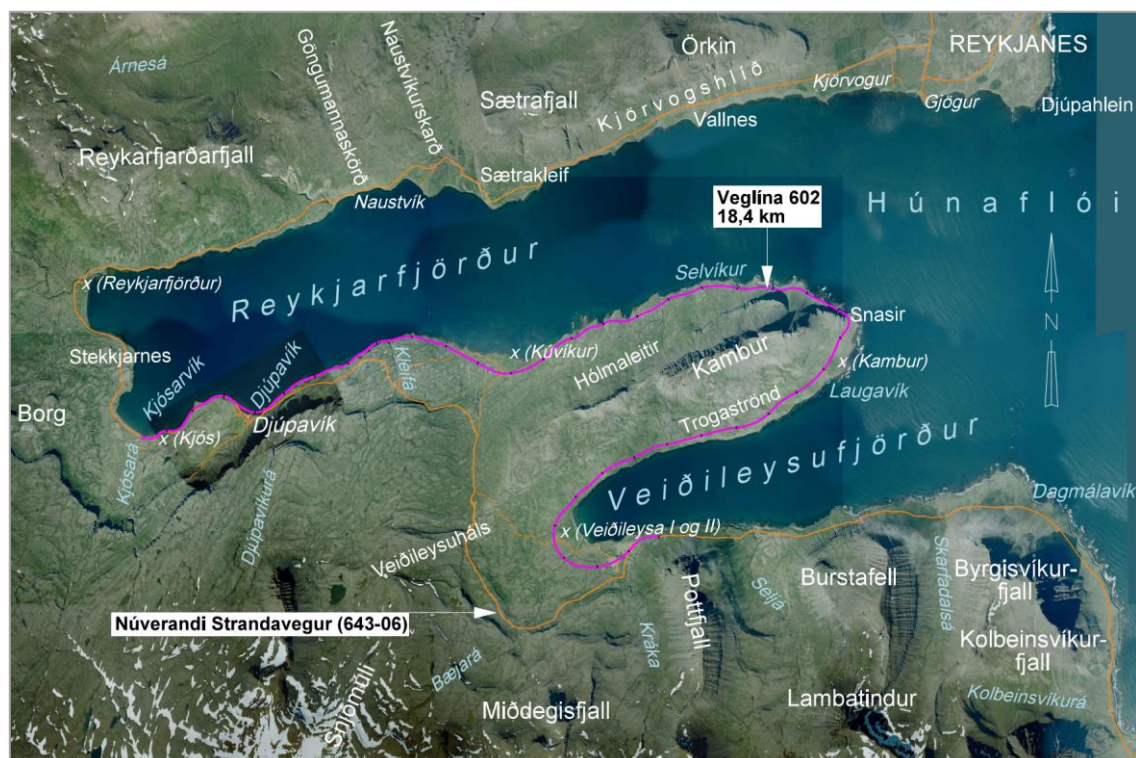 Örkin
REYKJANES
Árnesá
Göngumannaskörð
Naustvíkurskarð
Sætrafjall
Kjörvogshlíð
Kjörvogur
Gjögur
Djúpahlein
Vallnes
Reykarfjarðarfjall
Sætrakleif
Naustvík
Veglína 602
18,4 km
Húnaflói
x (Reykjarfjörður)
Reykjarfjörður
Selvíkur
N
Snasir
Stekkjarnes
Kjósarvík
Djúpavík
Kleifá
x (Kúvíkur)
Hólmaleitir
Kambur
x (Kambur)
Laugavík
Borg
Djúpavík
x (Kjós)
Trogaströnd
Kjósará
Djúpavíkurá
Veiðileysufjörður
Dagmálavík
x (Veiðileysa I og II)
Veiðileysuháls
Pottfjall
Seljá
Burstafell
Skarfadalsá
Byrgisvíkur-
fjall
Núverandi Strandavegur (643-06)
Kráka
Kolbeinsvíkur-
fjall
Bæjará
Snjómúli
Miðdegisfjall
Lambatindur
Kolbeinsvíkurá